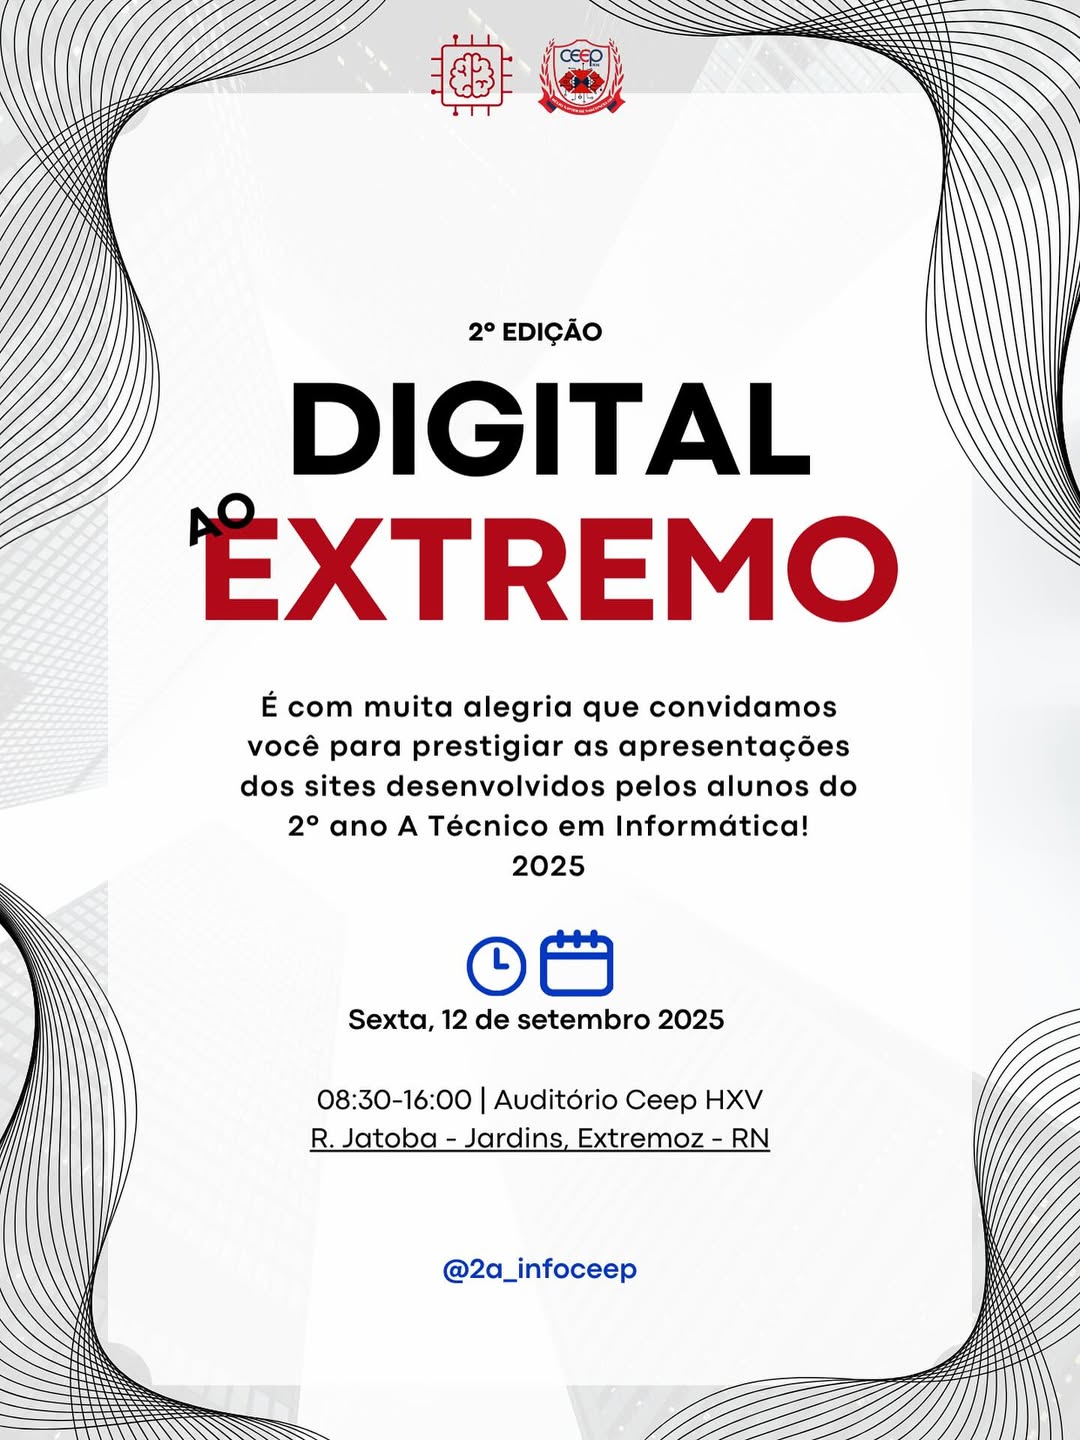 ceep
2º EDIÇÃO
DIGITAL
AO
EXTREMO
É com muita alegria que convidamos
você para prestigiar as apresentações
dos sites desenvolvidos pelos alunos do
2º ano A Técnico em Informática!
2025
Sexta, 12 de setembro 2025
08:30-16:00 | Auditório Ceep HXV
R. Jatoba - Jardins, Extremoz - RN
@2a_infoceep